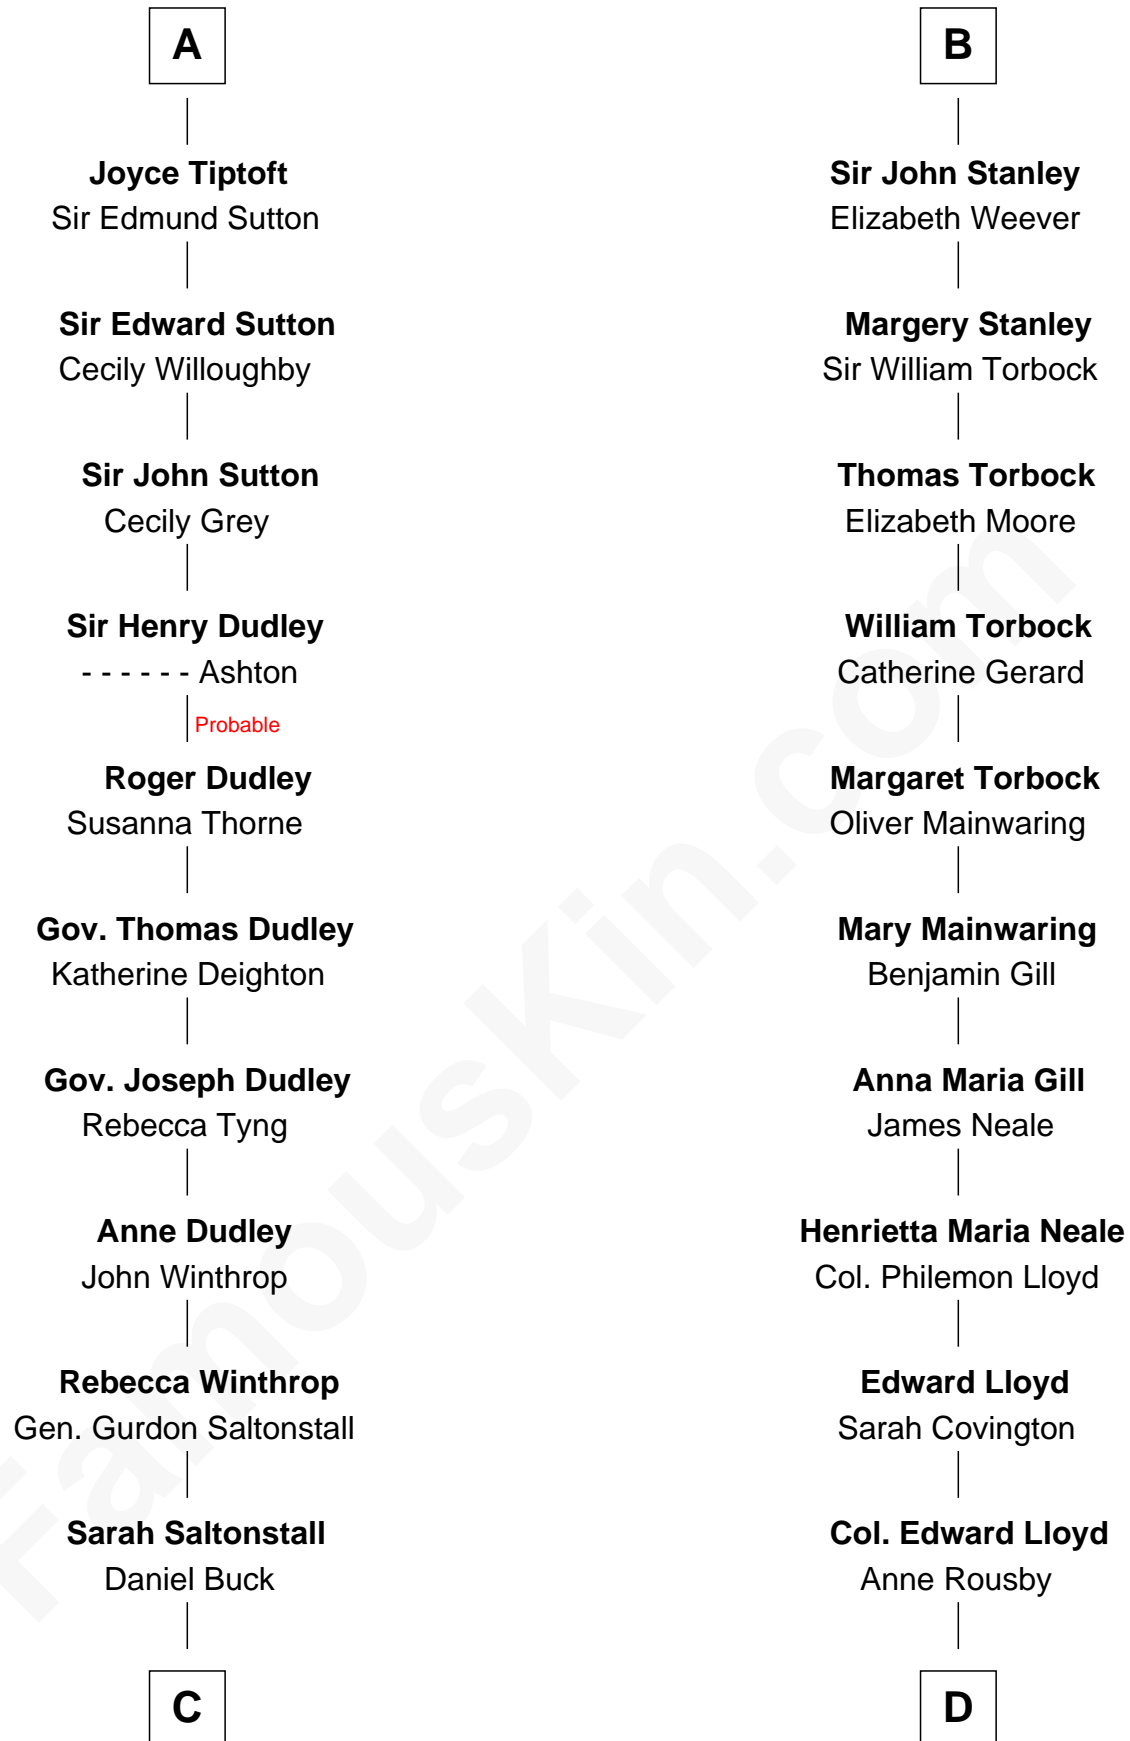 A
Joyce Tiptoft
Sir Edmund Sutton
Sir Edward Sutton
Cecily Willoughby
Sir John Sutton
Cecily Grey
Sir Henry Dudley
- - - - - - Ashton
Probable
Roger Dudley
Susanna Thorne
Gov. Thomas Dudley
Katherine Deighton
Gov. Joseph Dudley
Rebecca Tyng
Anne Dudley
John Winthrop
Rebecca Winthrop
Gen. Gurdon Saltonstall
Sarah Saltonstall
Daniel Buck
C
B
Sir John Stanley
Elizabeth Weever
Margery Stanley
Sir William Torbock
Thomas Torbock
Elizabeth Moore
William Torbock
Catherine Gerard
Margaret Torbock
Oliver Mainwaring
Mary Mainwaring
Benjamin Gill
Anna Maria Gill
James Neale
Henrietta Maria Neale
Col. Philemon Lloyd
Edward Lloyd
Sarah Covington
Col. Edward Lloyd
Anne Rousby
D
FamousKin.com